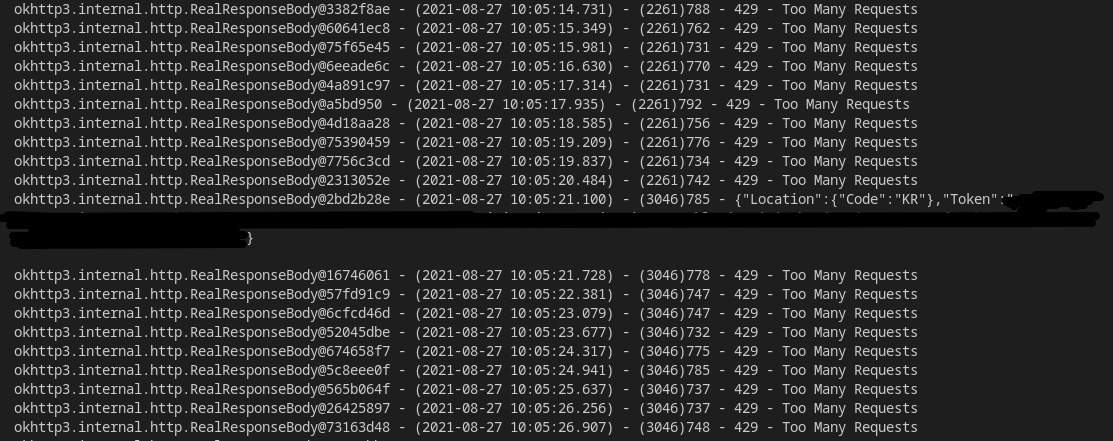 okhttp3.internal.http.RealResponseBody@3382f8ae - (2021-08-27 10:05:14.731) - (2261)788 - 429 - Too Many Requests
okhttp3.internal.http.RealResponseBody@60641ec8 - (2021-08-27 10:05:15.349) - (2261)762 - 429 - Too Many Requests
okhttp3.internal.http.RealResponseBody@75f65e45 - (2021-08-27 10:05:15.981) - (2261)731 - 429 - Too Many Requests
okhttp3.internal.http.RealResponseBody@6eeade6c - (2021-08-27 10:05:16.630) - (2261)770 - 429 - Too Many Requests
okhttp3.internal.http.RealResponseBody@4a891c97 - (2021-08-27 10:05:17.314) - (2261)731 - 429 - Too Many Requests
okhttp3.internal.http.RealResponseBody@a5bd950 - (2021-08-27 10:05:17.935) - (2261)792 - 429 - Too Many Requests
okhttp3.internal.http.RealResponseBody@4d18aa28 - (2021-08-27 10:05:18.585) - (2261)756 - 429 - Too Many Requests
okhttp3.internal.http.RealResponseBody@75390459 - (2021-08-27 10:05:19.209) - (2261)776 - 429 - Too Many Requests
okhttp3.internal.http.RealResponseBody@7756c3cd - (2021-08-27 10:05:19.837) - (2261)734 - 429 - Too Many Requests
okhttp3.internal.http.RealResponseBody@2313052e - (2021-08-27 10:05:20.484) - (2261)742 - 429 - Too Many Requests
okhttp3.internal.http.RealResponseBody@2bd2b28e - (2021-08-27 10:05:21.100) - (3046)785 - {"Location":{"Code":"KR"},"Token":"
}
okhttp3.internal.http.RealResponseBody@16746061 - (2021-08-27 10:05:21.728) - (3046)778 - 429 - Too Many Requests
okhttp3.internal.http.RealResponseBody@57fd91c9 - (2021-08-27 10:05:22.381) - (3046)747 - 429 - Too Many Requests
okhttp3.internal.http.RealResponseBody@6cfcd46d - (2021-08-27 10:05:23.079) - (3046)747 - 429 - Too Many Requests
okhttp3.internal.http.RealResponseBody@52045dbe - (2021-08-27 10:05:23.677) - (3046)732 - 429 - Too Many Requests
okhttp3.internal.http.RealResponseBody@674658f7 - (2021-08-27 10:05:24.317) - (3046)775 - 429 - Too Many Requests
okhttp3.internal.http.RealResponseBody@5c8eee0f - (2021-08-27 10:05:24.941) - (3046)785 - 429 - Too Many Requests
okhttp3.internal.http.RealResponseBody@565b064f - (2021-08-27 10:05:25.637) - (3046)737 - 429 - Too Many Requests
okhttp3.internal.http.RealResponseBody@26425897 - (2021-08-27 10:05:26.256) - (3046)737 - 429 - Too Many Requests
okhttp3.internal.http.RealResponseBody@73163d48 - (2021-08-27 10:05:26.907) - (3046)748 - 429 - Too Many Requests